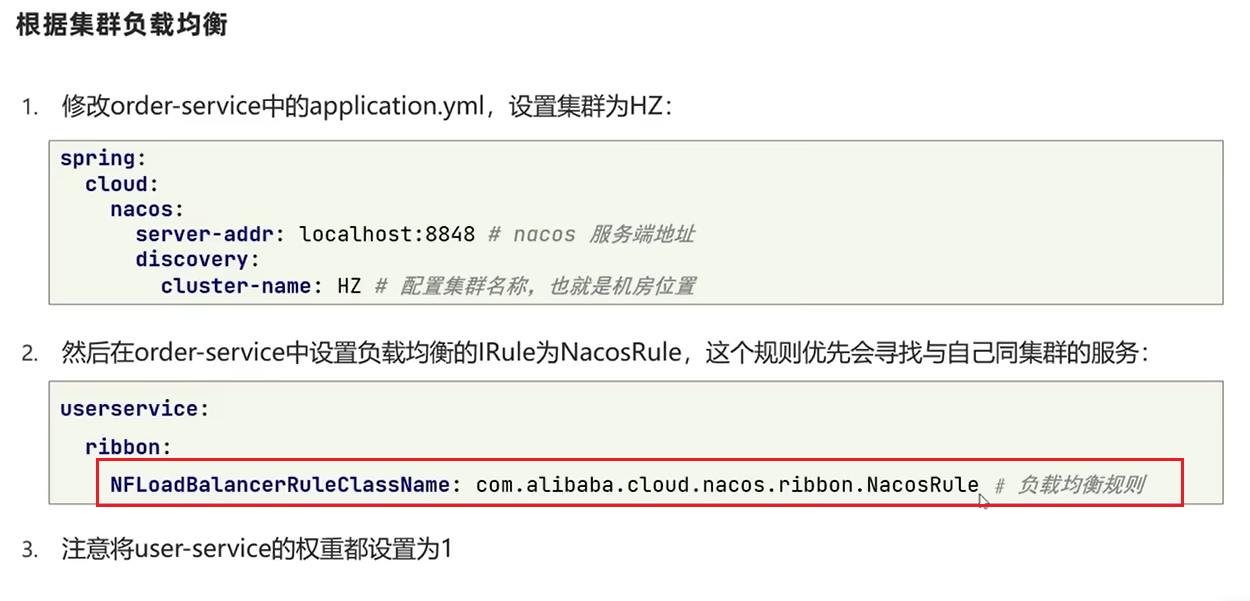 根据集群负载均衡
1. 修改order-service中的application.yml，设置集群为HZ：
spring:
  cloud:
    nacos:
      server-addr: localhost:8848 # nacos 服务端地址
      discovery:
        cluster-name: HZ # 配置集群名称，也就是机房位置
2. 然后在order-service中设置负载均衡的IRule为NacosRule，这个规则优先会寻找与自己同集群的服务：
userservice:
  ribbon:
    NFLoadBalancerRuleClassName: com.alibaba.cloud.nacos.ribbon.NacosRule # 负载均衡规则
3. 注意将user-service的权重都设置为1